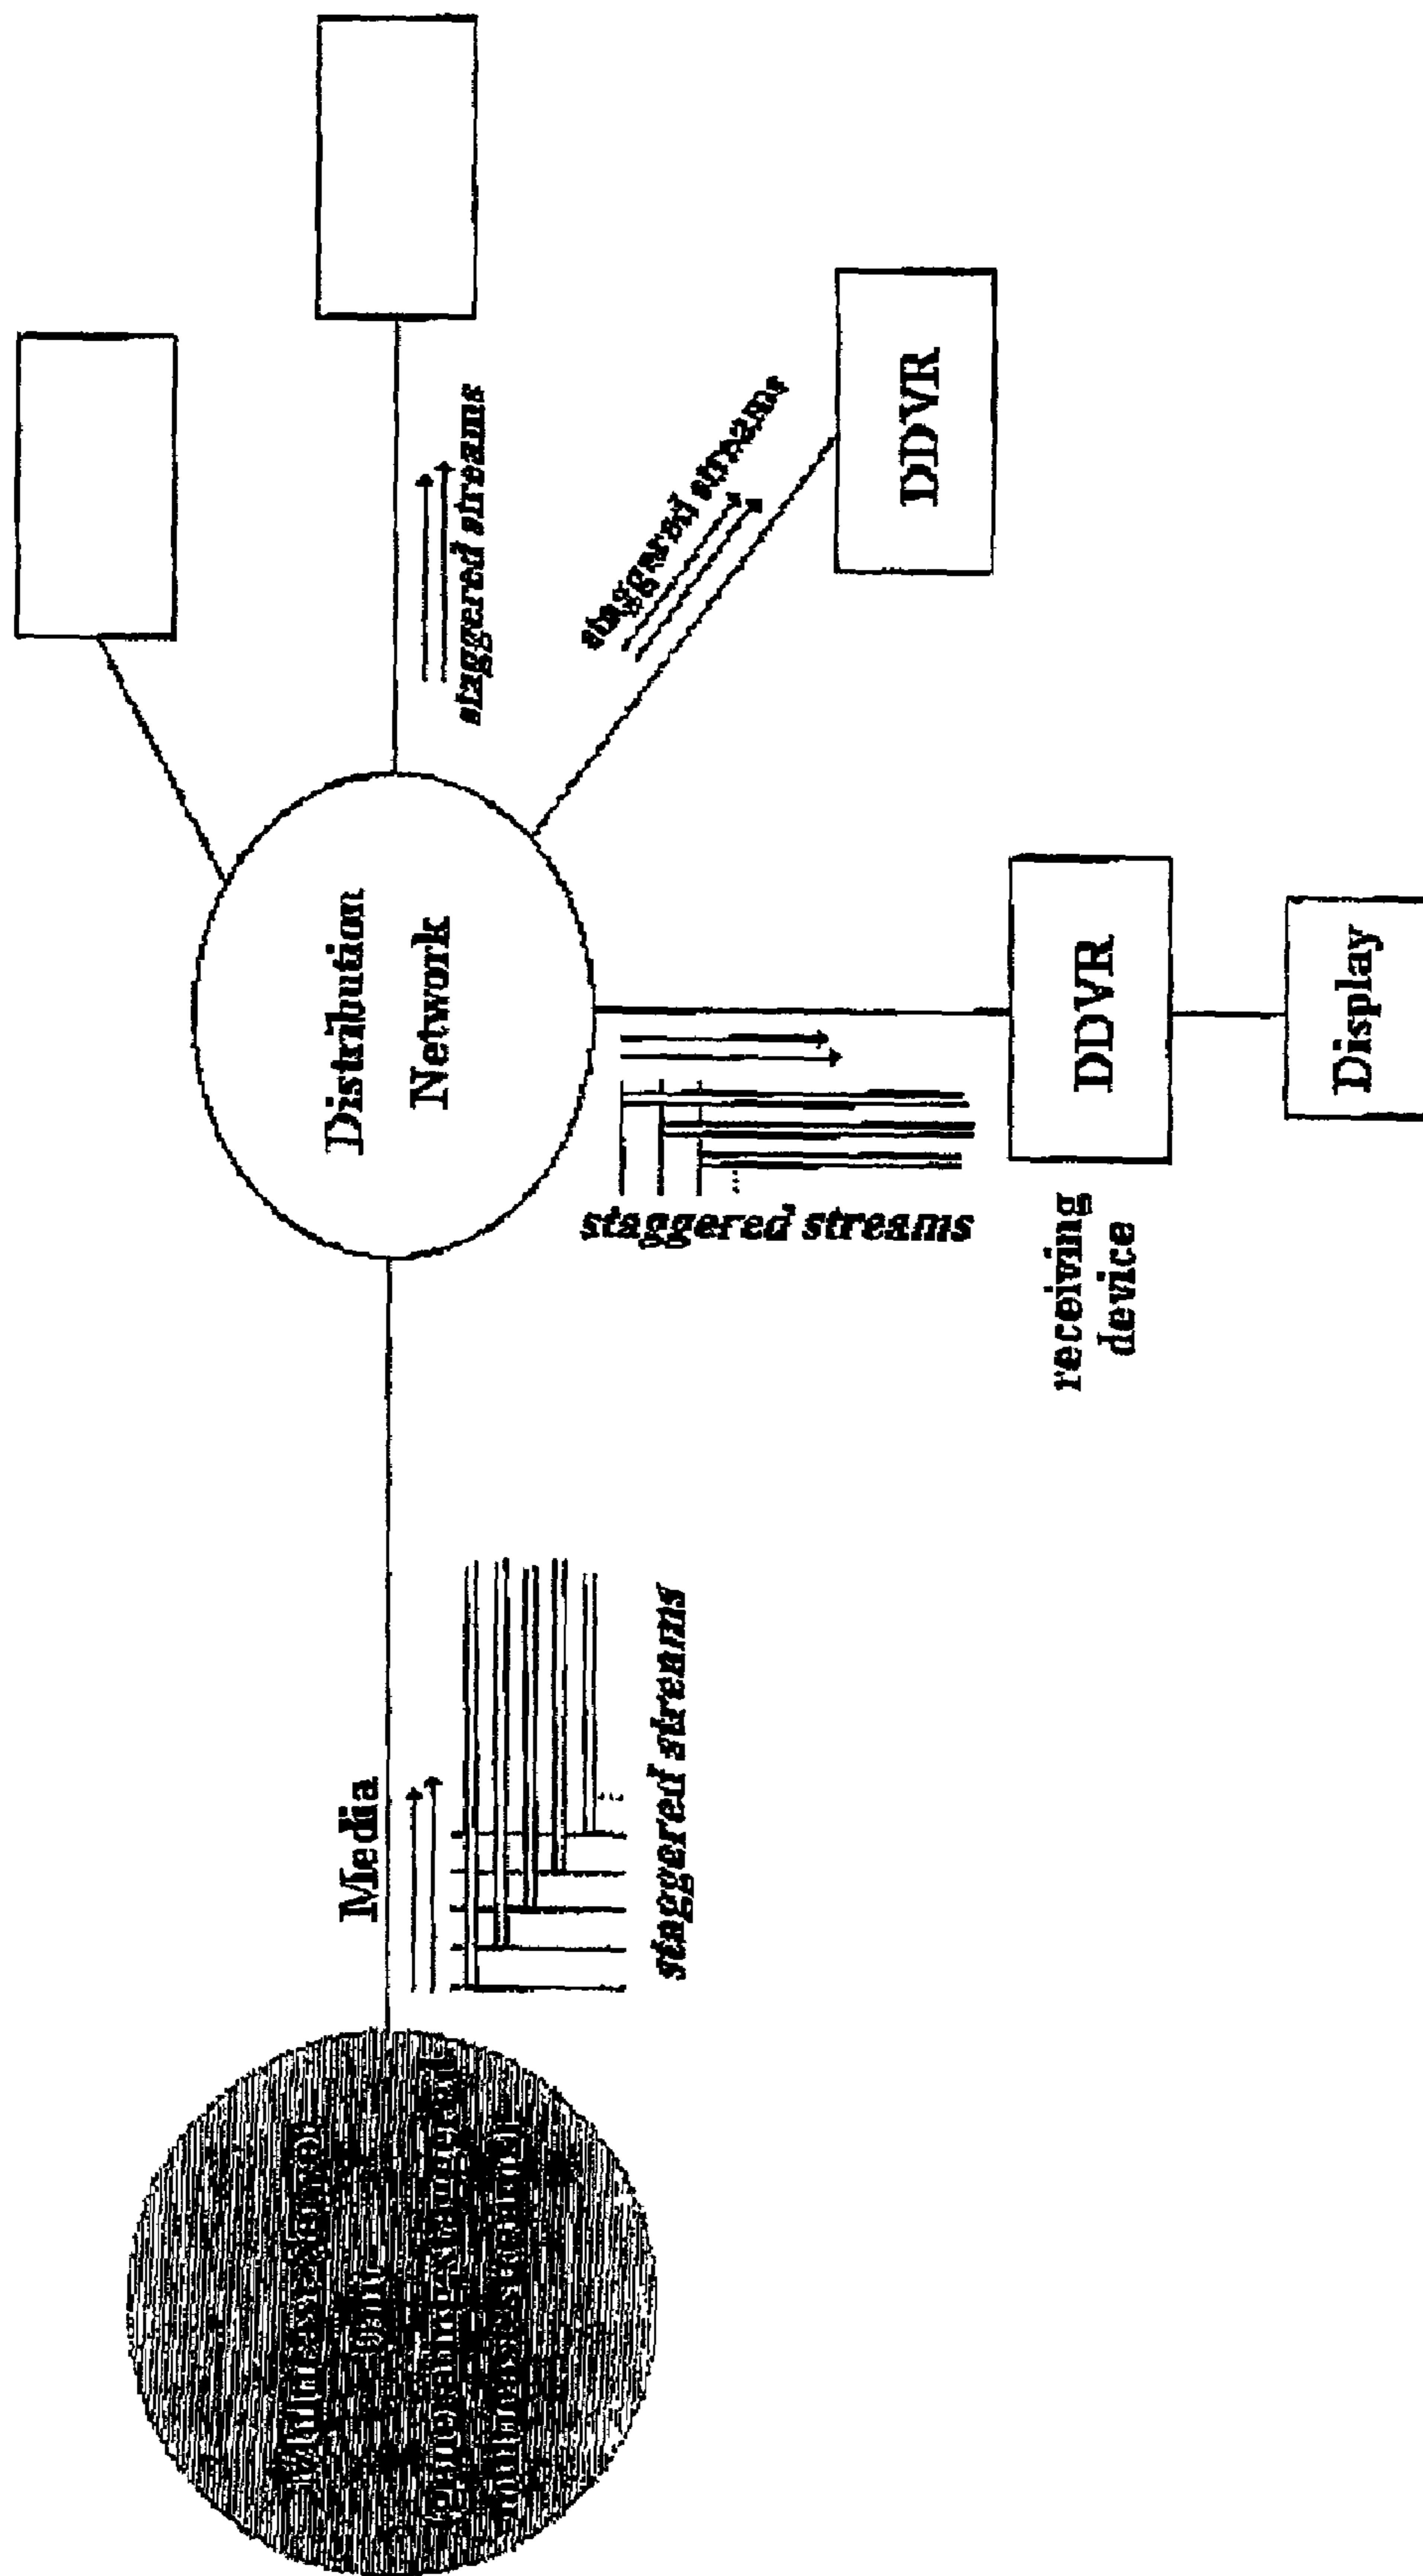 Media
staggered streams
Distribution
Network
staggered streams
staggered streams
staggered streams
DDVR
receiving
device
DDVR
Display